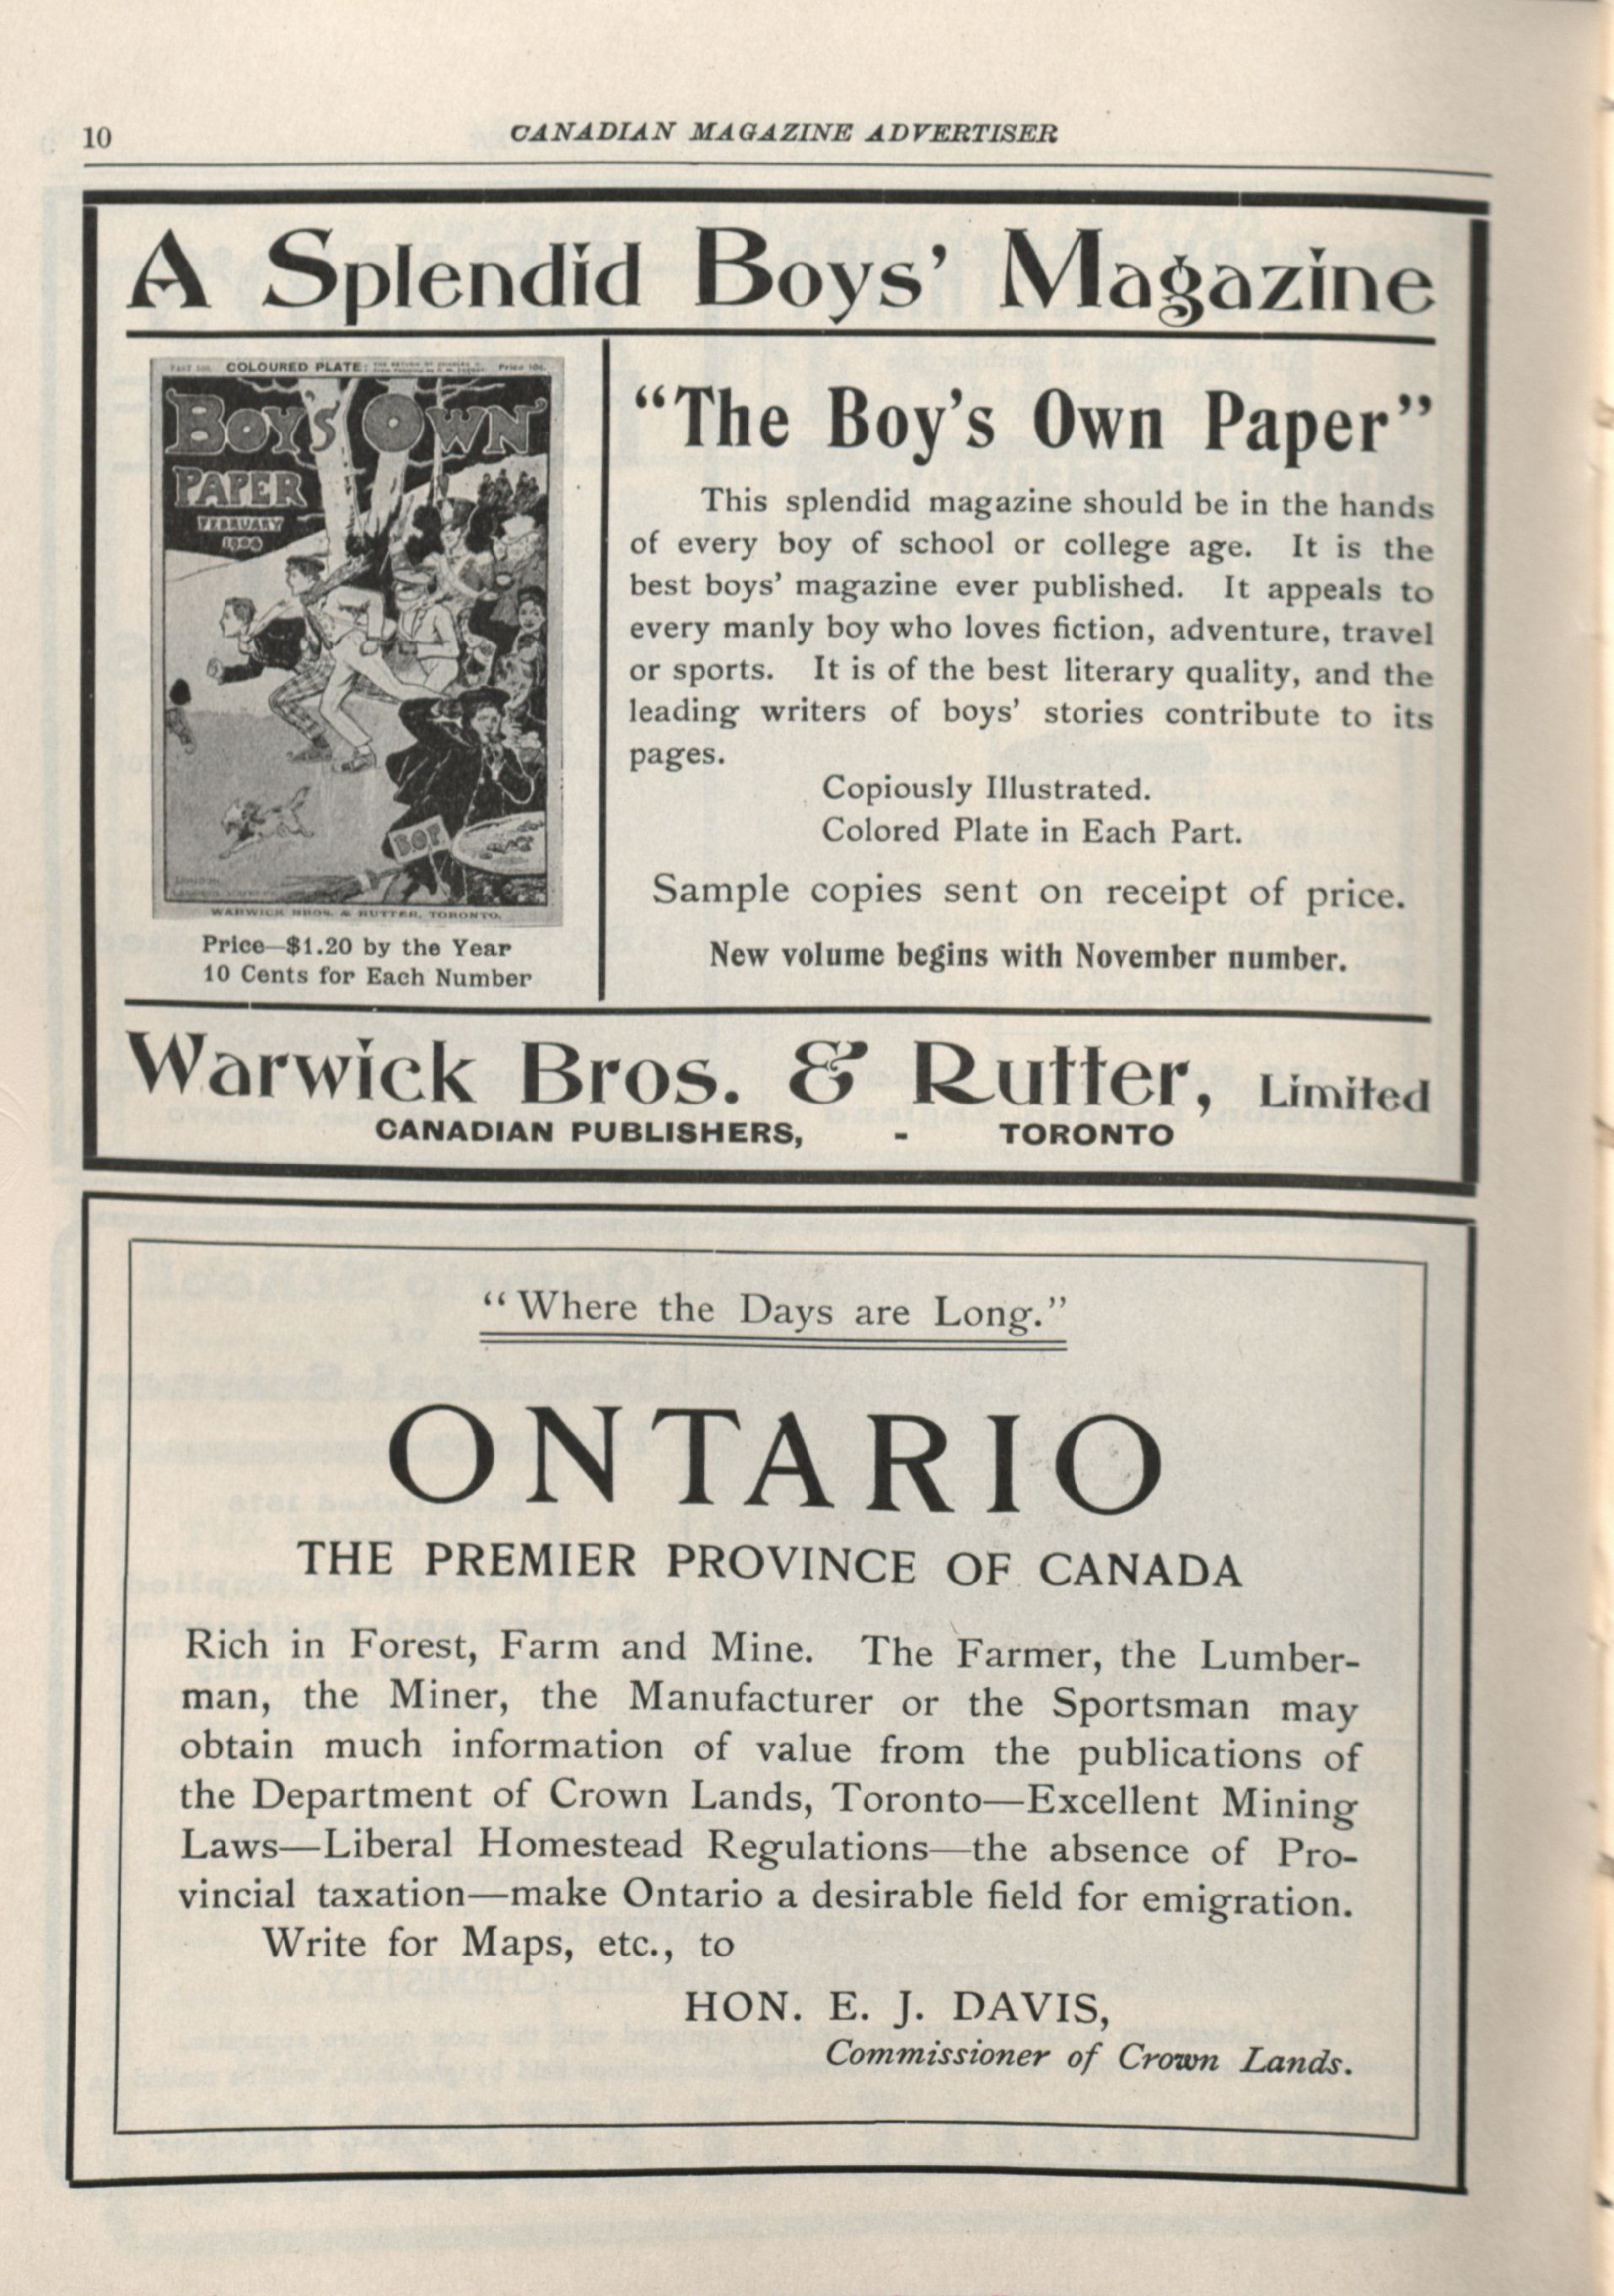 10
CANADIAN MAGAZINE ADVERTISER
A Splendid Boys' Magazine
COLOURED PLATE:
Price 10c.
BOY'S OWN
PAPER
FEBRUARY
BOP
WARWICK BROS. & RUTTER, TORONTO.
Price—$1.20 by the Year
10 Cents for Each Number
“The Boy's Own Paper”
This splendid magazine should be in the hands
of every boy of school or college age. It is the
best boys' magazine ever published. It appeals to
every manly boy who loves fiction, adventure, travel
or sports. It is of the best literary quality, and the
leading writers of boys' stories contribute to its
pages.
Copiously Illustrated.
Colored Plate in Each Part.
Sample copies sent on receipt of price.
New volume begins with November number.
Warwick Bros. & Rutter, Limited
CANADIAN PUBLISHERS, - TORONTO
“Where the Days are Long.”
ONTARIO
THE PREMIER PROVINCE OF CANADA
Rich in Forest, Farm and Mine. The Farmer, the Lumber-
man, the Miner, the Manufacturer or the Sportsman may
obtain much information of value from the publications of
the Department of Crown Lands, Toronto—Excellent Mining
Laws—Liberal Homestead Regulations—the absence of Pro-
vincial taxation—make Ontario a desirable field for emigration.
Write for Maps, etc., to
HON. E. J. DAVIS,
Commissioner of Crown Lands.